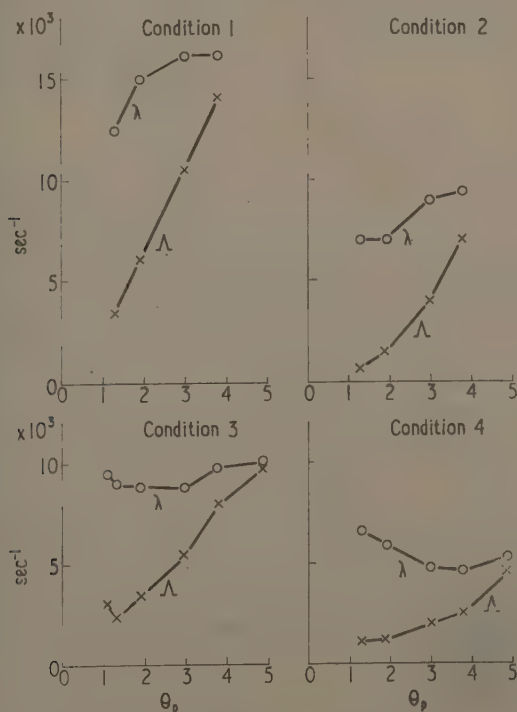 ×10³
Condition 1
Condition 2
15
λ
10
λ
sec⁻¹
Λ
5
Λ
0
0 1 2 3 4 5
0 1 2 3 4 5
×10³
Condition 3
Condition 4
10
λ
λ
sec⁻¹
5
Λ
Λ
0
0 1 2 3 4 5
0 1 2 3 4 5
θp
θp